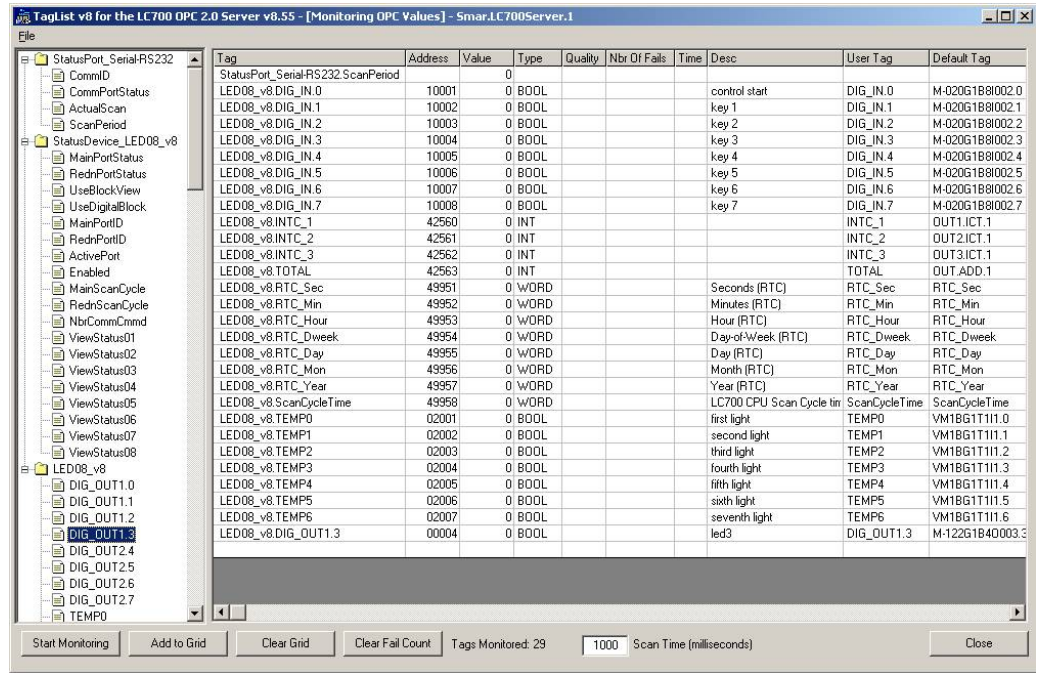 TagList v8 for the LC700 OPC 2.0 Server v8.55 - [Monitoring OPC Values] - Smar.LC700Server.1
File
StatusPort_Serial-RS232
CommID
CommPortStatus
ActualScan
ScanPeriod
StatusDevice_LED08_v8
MainPortStatus
RednPortStatus
UseBlockView
UseDigitalBlock
MainPortID
RednPortID
ActivePort
Enabled
MainScanCycle
RednScanCycle
NbrCommCmmd
ViewStatus01
ViewStatus02
ViewStatus03
ViewStatus04
ViewStatus05
ViewStatus06
ViewStatus07
ViewStatus08
LED08_v8
DIG_OUT1.0
DIG_OUT1.1
DIG_OUT1.2
DIG_OUT1.3
DIG_OUT2.4
DIG_OUT2.5
DIG_OUT2.6
DIG_OUT2.7
TEMP0
Tag Address Value Type Quality Nbr Of Fails Time Desc User Tag Default Tag
StatusPort_Serial-RS232.ScanPeriod 0
LED08_v8.DIG_IN.0 10001 0 BOOL control start DIG_IN.0 M-020G1B8I002.0
LED08_v8.DIG_IN.1 10002 0 BOOL key 1 DIG_IN.1 M-020G1B8I002.1
LED08_v8.DIG_IN.2 10003 0 BOOL key 2 DIG_IN.2 M-020G1B8I002.2
LED08_v8.DIG_IN.3 10004 0 BOOL key 3 DIG_IN.3 M-020G1B8I002.3
LED08_v8.DIG_IN.4 10005 0 BOOL key 4 DIG_IN.4 M-020G1B8I002.4
LED08_v8.DIG_IN.5 10006 0 BOOL key 5 DIG_IN.5 M-020G1B8I002.5
LED08_v8.DIG_IN.6 10007 0 BOOL key 6 DIG_IN.6 M-020G1B8I002.6
LED08_v8.DIG_IN.7 10008 0 BOOL key 7 DIG_IN.7 M-020G1B8I002.7
LED08_v8.INTC_1 42560 0 INT INTC_1 OUT1.ICT.1
LED08_v8.INTC_2 42561 0 INT INTC_2 OUT2.ICT.1
LED08_v8.INTC_3 42562 0 INT INTC_3 OUT3.ICT.1
LED08_v8.TOTAL 42563 0 INT TOTAL OUT.ADD.1
LED08_v8.RTC_Sec 49951 0 WORD Seconds (RTC) RTC_Sec RTC_Sec
LED08_v8.RTC_Min 49952 0 WORD Minutes (RTC) RTC_Min RTC_Min
LED08_v8.RTC_Hour 49953 0 WORD Hour (RTC) RTC_Hour RTC_Hour
LED08_v8.RTC_Dweek 49954 0 WORD Day-of-Week (RTC) RTC_Dweek RTC_Dweek
LED08_v8.RTC_Day 49955 0 WORD Day (RTC) RTC_Day RTC_Day
LED08_v8.RTC_Mon 49956 0 WORD Month (RTC) RTC_Mon RTC_Mon
LED08_v8.RTC_Year 49957 0 WORD Year (RTC) RTC_Year RTC_Year
LED08_v8.ScanCycleTime 49958 0 WORD LC700 CPU Scan Cycle tim ScanCycleTime ScanCycleTime
LED08_v8.TEMP0 02001 0 BOOL first light TEMP0 VM1BG1T1I1.0
LED08_v8.TEMP1 02002 0 BOOL second light TEMP1 VM1BG1T1I1.1
LED08_v8.TEMP2 02003 0 BOOL third light TEMP2 VM1BG1T1I1.2
LED08_v8.TEMP3 02004 0 BOOL fourth light TEMP3 VM1BG1T1I1.3
LED08_v8.TEMP4 02005 0 BOOL fifth light TEMP4 VM1BG1T1I1.4
LED08_v8.TEMP5 02006 0 BOOL sixth light TEMP5 VM1BG1T1I1.5
LED08_v8.TEMP6 02007 0 BOOL seventh light TEMP6 VM1BG1T1I1.6
LED08_v8.DIG_OUT1.3 00004 0 BOOL led3 DIG_OUT1.3 M-122G1B4O003.3
Start Monitoring Add to Grid Clear Grid Clear Fail Count Tags Monitored: 29 1000 Scan Time (milliseconds) Close